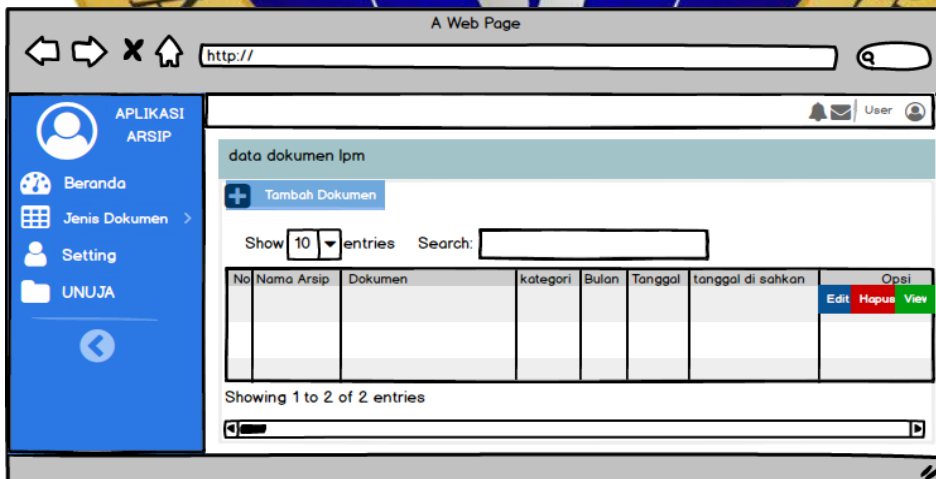 A Web Page
http://
APLIKASI
ARSIP
User
Beranda
Jenis Dokumen
Setting
UNUJA
data dokumen lpm
Tambah Dokumen
Show 10 entries Search:
No Nama Arsip Dokumen kategori Bulan Tanggal tanggal di sahkan Opsi
Edit Hapus View
Showing 1 to 2 of 2 entries